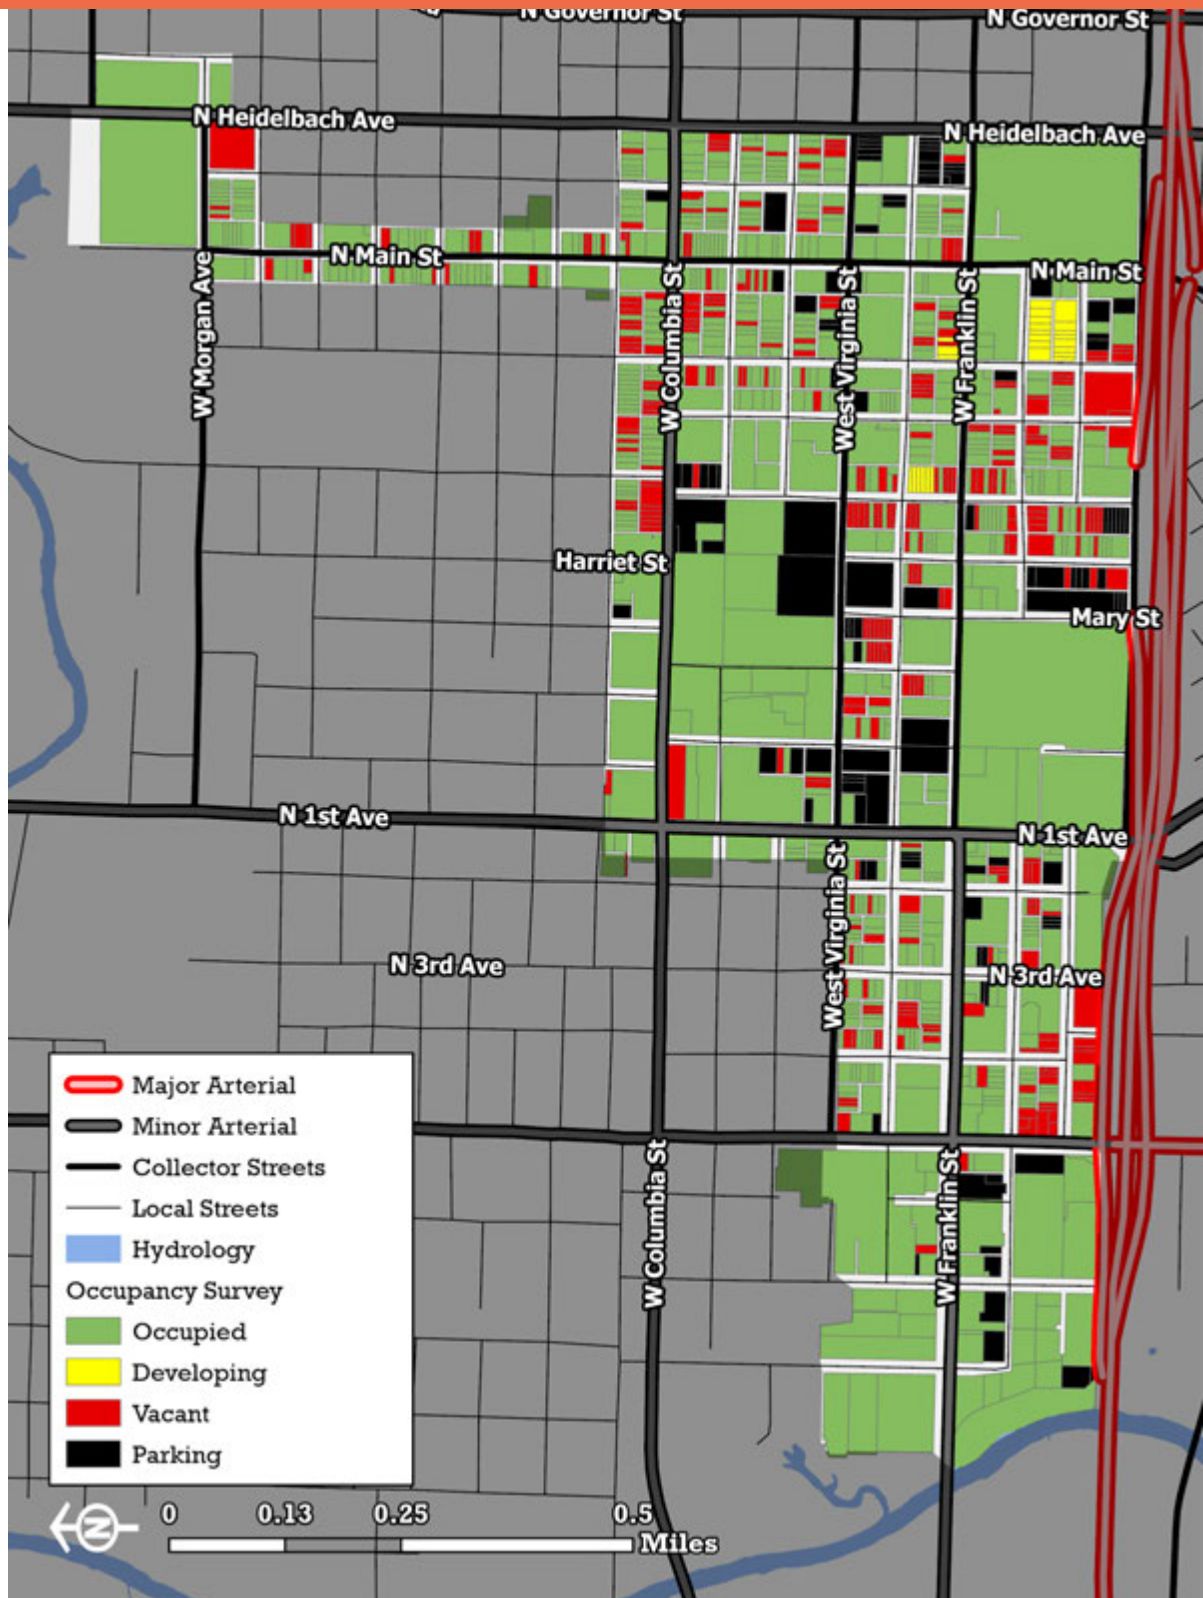 N Governor St
N Governor St
N Heidelbach Ave
N Heidelbach Ave
N Main St
N Main St
W Morgan Ave
W Columbia St
West Virginia St
W Franklin St
Harriet St
Mary St
N 1st Ave
N 1st Ave
West Virginia St
N 3rd Ave
N 3rd Ave
W Columbia St
W Franklin St
Major Arterial
Minor Arterial
Collector Streets
Local Streets
Hydrology
Occupancy Survey
Occupied
Developing
Vacant
Parking
N
0 0.13 0.25 0.5
Miles